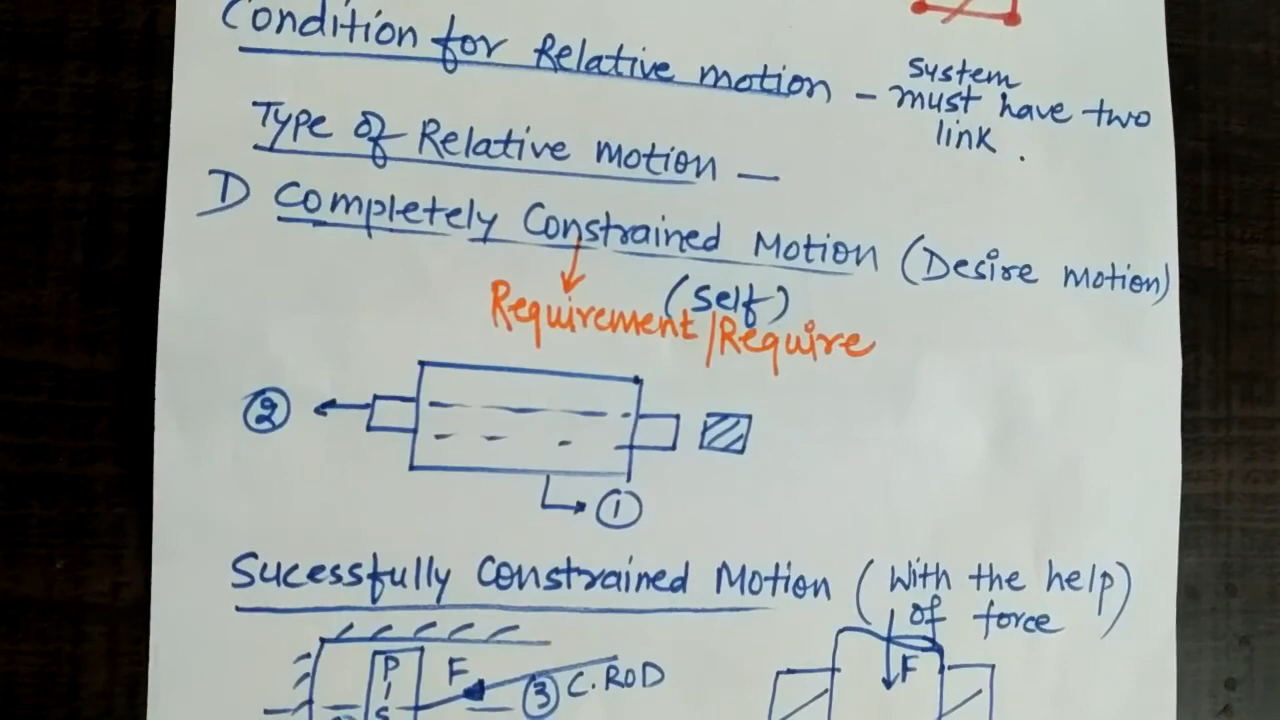 Condition for Relative motion - system must have two link.
Type of Relative motion —
1) Completely Constrained Motion (Desire motion)
(Self)
Requirement/Require
2
1
Sucessfully Constrained Motion (With the help of force
P F 3 C.ROD
I
S
F